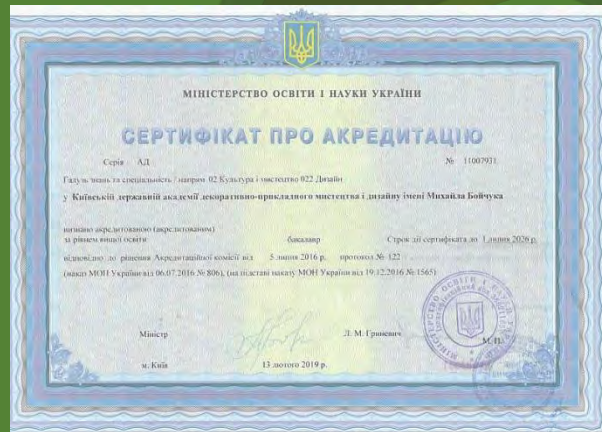 МІНІСТЕРСТВО ОСВІТИ І НАУКИ УКРАЇНИ
СЕРТИФІКАТ ПРО АКРЕДИТАЦІЮ
Серія АД № 11007931
Галузь знань та спеціальність / напрям 02 Культура і мистецтво 022 Дизайн
у Київській державній академії декоративно-прикладного мистецтва і дизайну імені Михайла Бойчука
визнано акредитованою (акредитованим)
за рівнем вищої освіти бакалавр Строк дії сертифіката до 1 липня 2026 р.
відповідно до рішення Акредитаційної комісії від 5 липня 2016 р. протокол № 122
(наказ МОН України від 06.07.2016 № 806), (на підставі наказу МОН України від 19.12.2016 № 1565)
Міністр Л. М. Гриневич М. П.
м. Київ 13 лютого 2019 р.